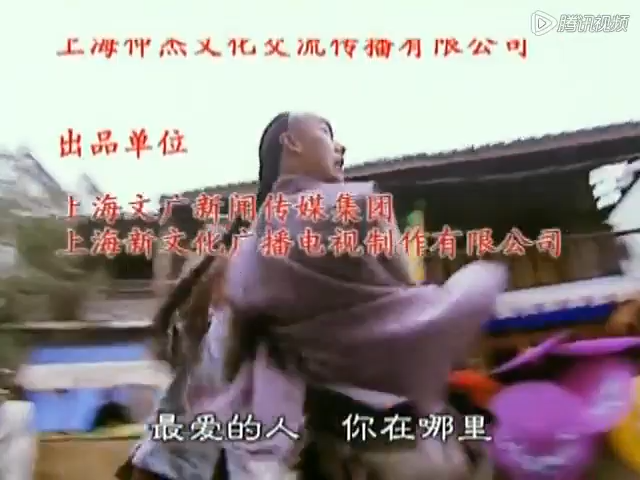 腾讯视频
上海仲杰文化交流传播有限公司
出品单位
上海文广新闻传媒集团
上海新文化广播电视制作有限公司
最爱的人 你在哪里